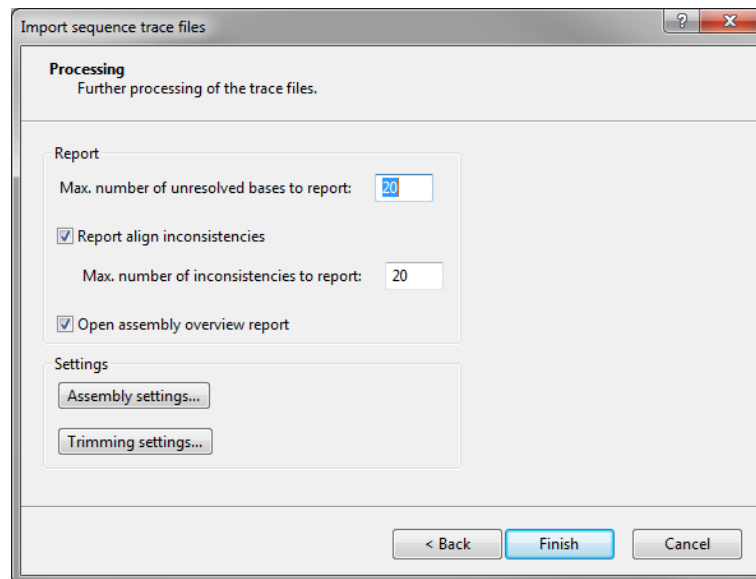 Import sequence trace files
?
Processing
Further processing of the trace files.
Report
Max. number of unresolved bases to report: 20
Report align inconsistencies
Max. number of inconsistencies to report: 20
Open assembly overview report
Settings
Assembly settings...
Trimming settings...
< Back Finish Cancel